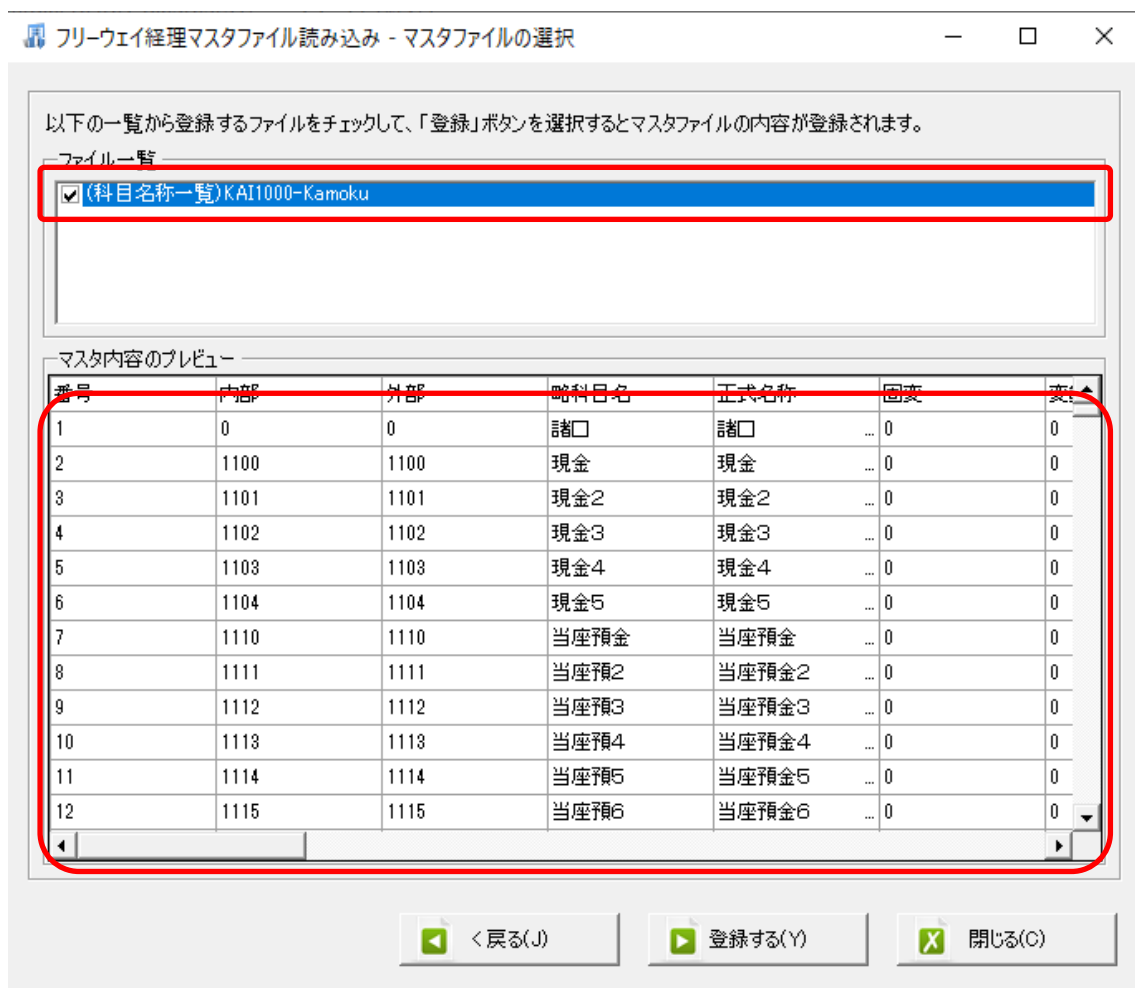 フリーウェイ経理マスタファイル読み込み - マスタファイルの選択
以下の一覧から登録するファイルをチェックして、「登録」ボタンを選択するとマスタファイルの内容が登録されます。
ファイル一覧
(科目名称一覧)KAI1000-Kamoku
マスタ内容のプレビュー
番号 内部 外部 略科目名 正式名称 固変
1 0 0 諸口 諸口 ... 0 0
2 1100 1100 現金 現金 ... 0 0
3 1101 1101 現金2 現金2 ... 0 0
4 1102 1102 現金3 現金3 ... 0 0
5 1103 1103 現金4 現金4 ... 0 0
6 1104 1104 現金5 現金5 ... 0 0
7 1110 1110 当座預金 当座預金 ... 0 0
8 1111 1111 当座預2 当座預金2 ... 0 0
9 1112 1112 当座預3 当座預金3 ... 0 0
10 1113 1113 当座預4 当座預金4 ... 0 0
11 1114 1114 当座預5 当座預金5 ... 0 0
12 1115 1115 当座預6 当座預金6 ... 0 0
<戻る(J) 登録する(Y) 閉じる(C)